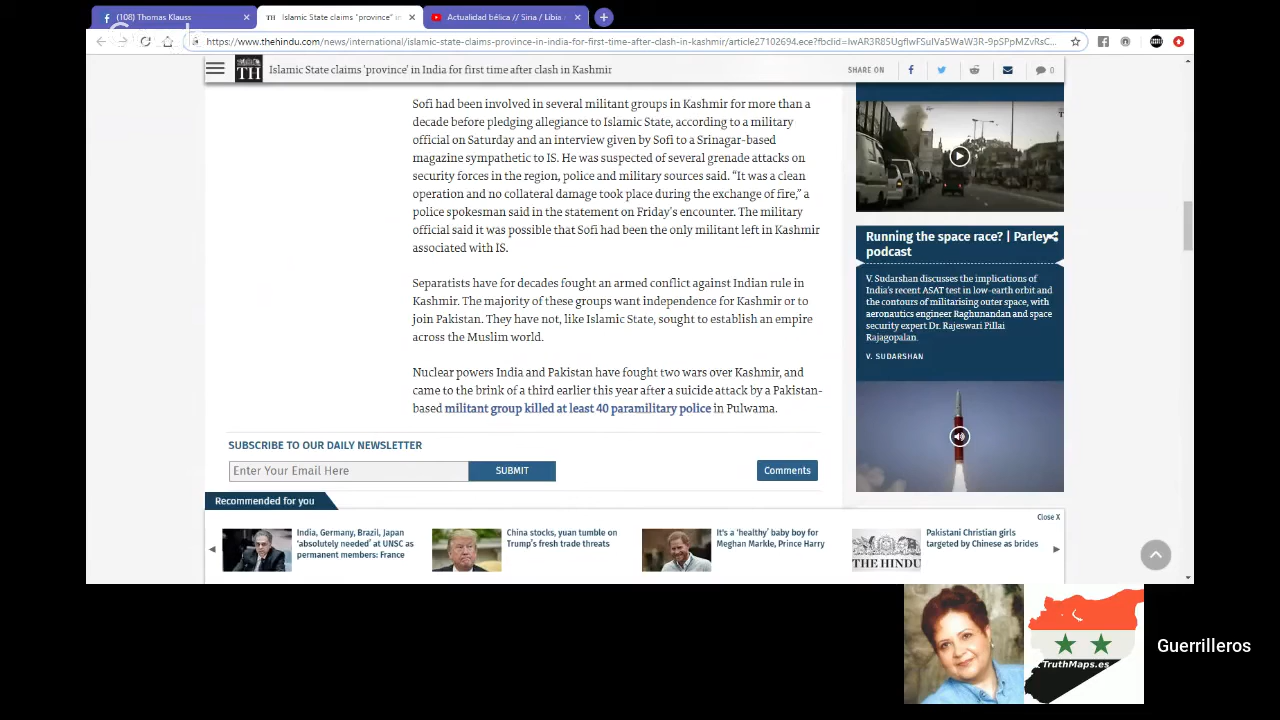 (108) Thomas Klauss
Islamic State claims "province" in
Actualidad bélica // Siria / Libia
https://www.thehindu.com/news/international/islamic-state-claims-province-in-india-for-first-time-after-clash-in-kashmir/article27102694.ece?fbclid=IwAR3R85UgflwFSulVa5WaW3R-9pSPpMZvRsC...
TH
Islamic State claims 'province' in India for first time after clash in Kashmir
SHARE ON
0
Sofi had been involved in several militant groups in Kashmir for more than a
decade before pledging allegiance to Islamic State, according to a military
official on Saturday and an interview given by Sofi to a Srinagar-based
magazine sympathetic to IS. He was suspected of several grenade attacks on
security forces in the region, police and military sources said. “It was a clean
operation and no collateral damage took place during the exchange of fire,” a
police spokesman said in the statement on Friday’s encounter. The military
official said it was possible that Sofi had been the only militant left in Kashmir
associated with IS.
Separatists have for decades fought an armed conflict against Indian rule in
Kashmir. The majority of these groups want independence for Kashmir or to
join Pakistan. They have not, like Islamic State, sought to establish an empire
across the Muslim world.
Nuclear powers India and Pakistan have fought two wars over Kashmir, and
came to the brink of a third earlier this year after a suicide attack by a Pakistan-
based militant group killed at least 40 paramilitary police in Pulwama.
Running the space race? | Parley
podcast
V. Sudarshan discusses the implications of
India's recent ASAT test in low-earth orbit and
the contours of militarising outer space, with
aeronautics engineer Raghunandan and space
security expert Dr. Rajeswari Pillai
Rajagopalan.
V. SUDARSHAN
SUBSCRIBE TO OUR DAILY NEWSLETTER
Enter Your Email Here
SUBMIT
Comments
Recommended for you
Close X
India, Germany, Brazil, Japan
'absolutely needed' at UNSC as
permanent members: France
China stocks, yuan tumble on
Trump's fresh trade threats
It's a 'healthy' baby boy for
Meghan Markle, Prince Harry
THE HINDU
Pakistani Christian girls
targeted by Chinese as brides
TruthMaps.es
Guerrilleros